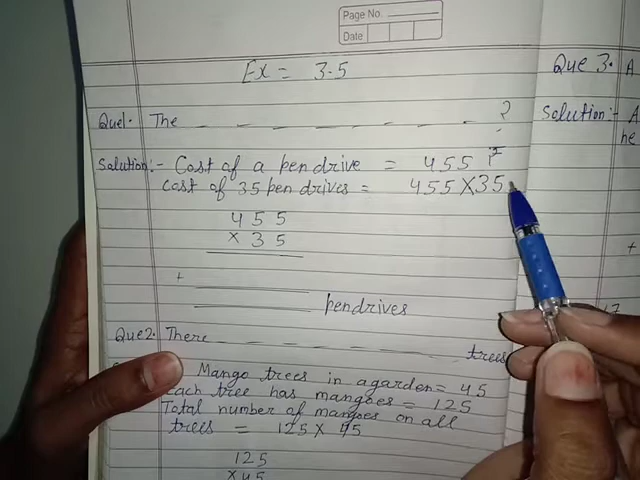 Page No.
Date
Ex = 3.5
Que1. The _ _ _ _ _ _ _ _ ?
Solution:- Cost of a pendrive = 455
Cost of 35 pen drives = 455 X 35
455
× 35
+
pendrives
Que2. There _ _ _ _ _ _ _ trees
Mango trees in a garden = 45
Each tree has mangoes = 125
Total number of mangoes on all
trees = 125 × 45
125
×45
Que 3. A
Solution:- A
he
+